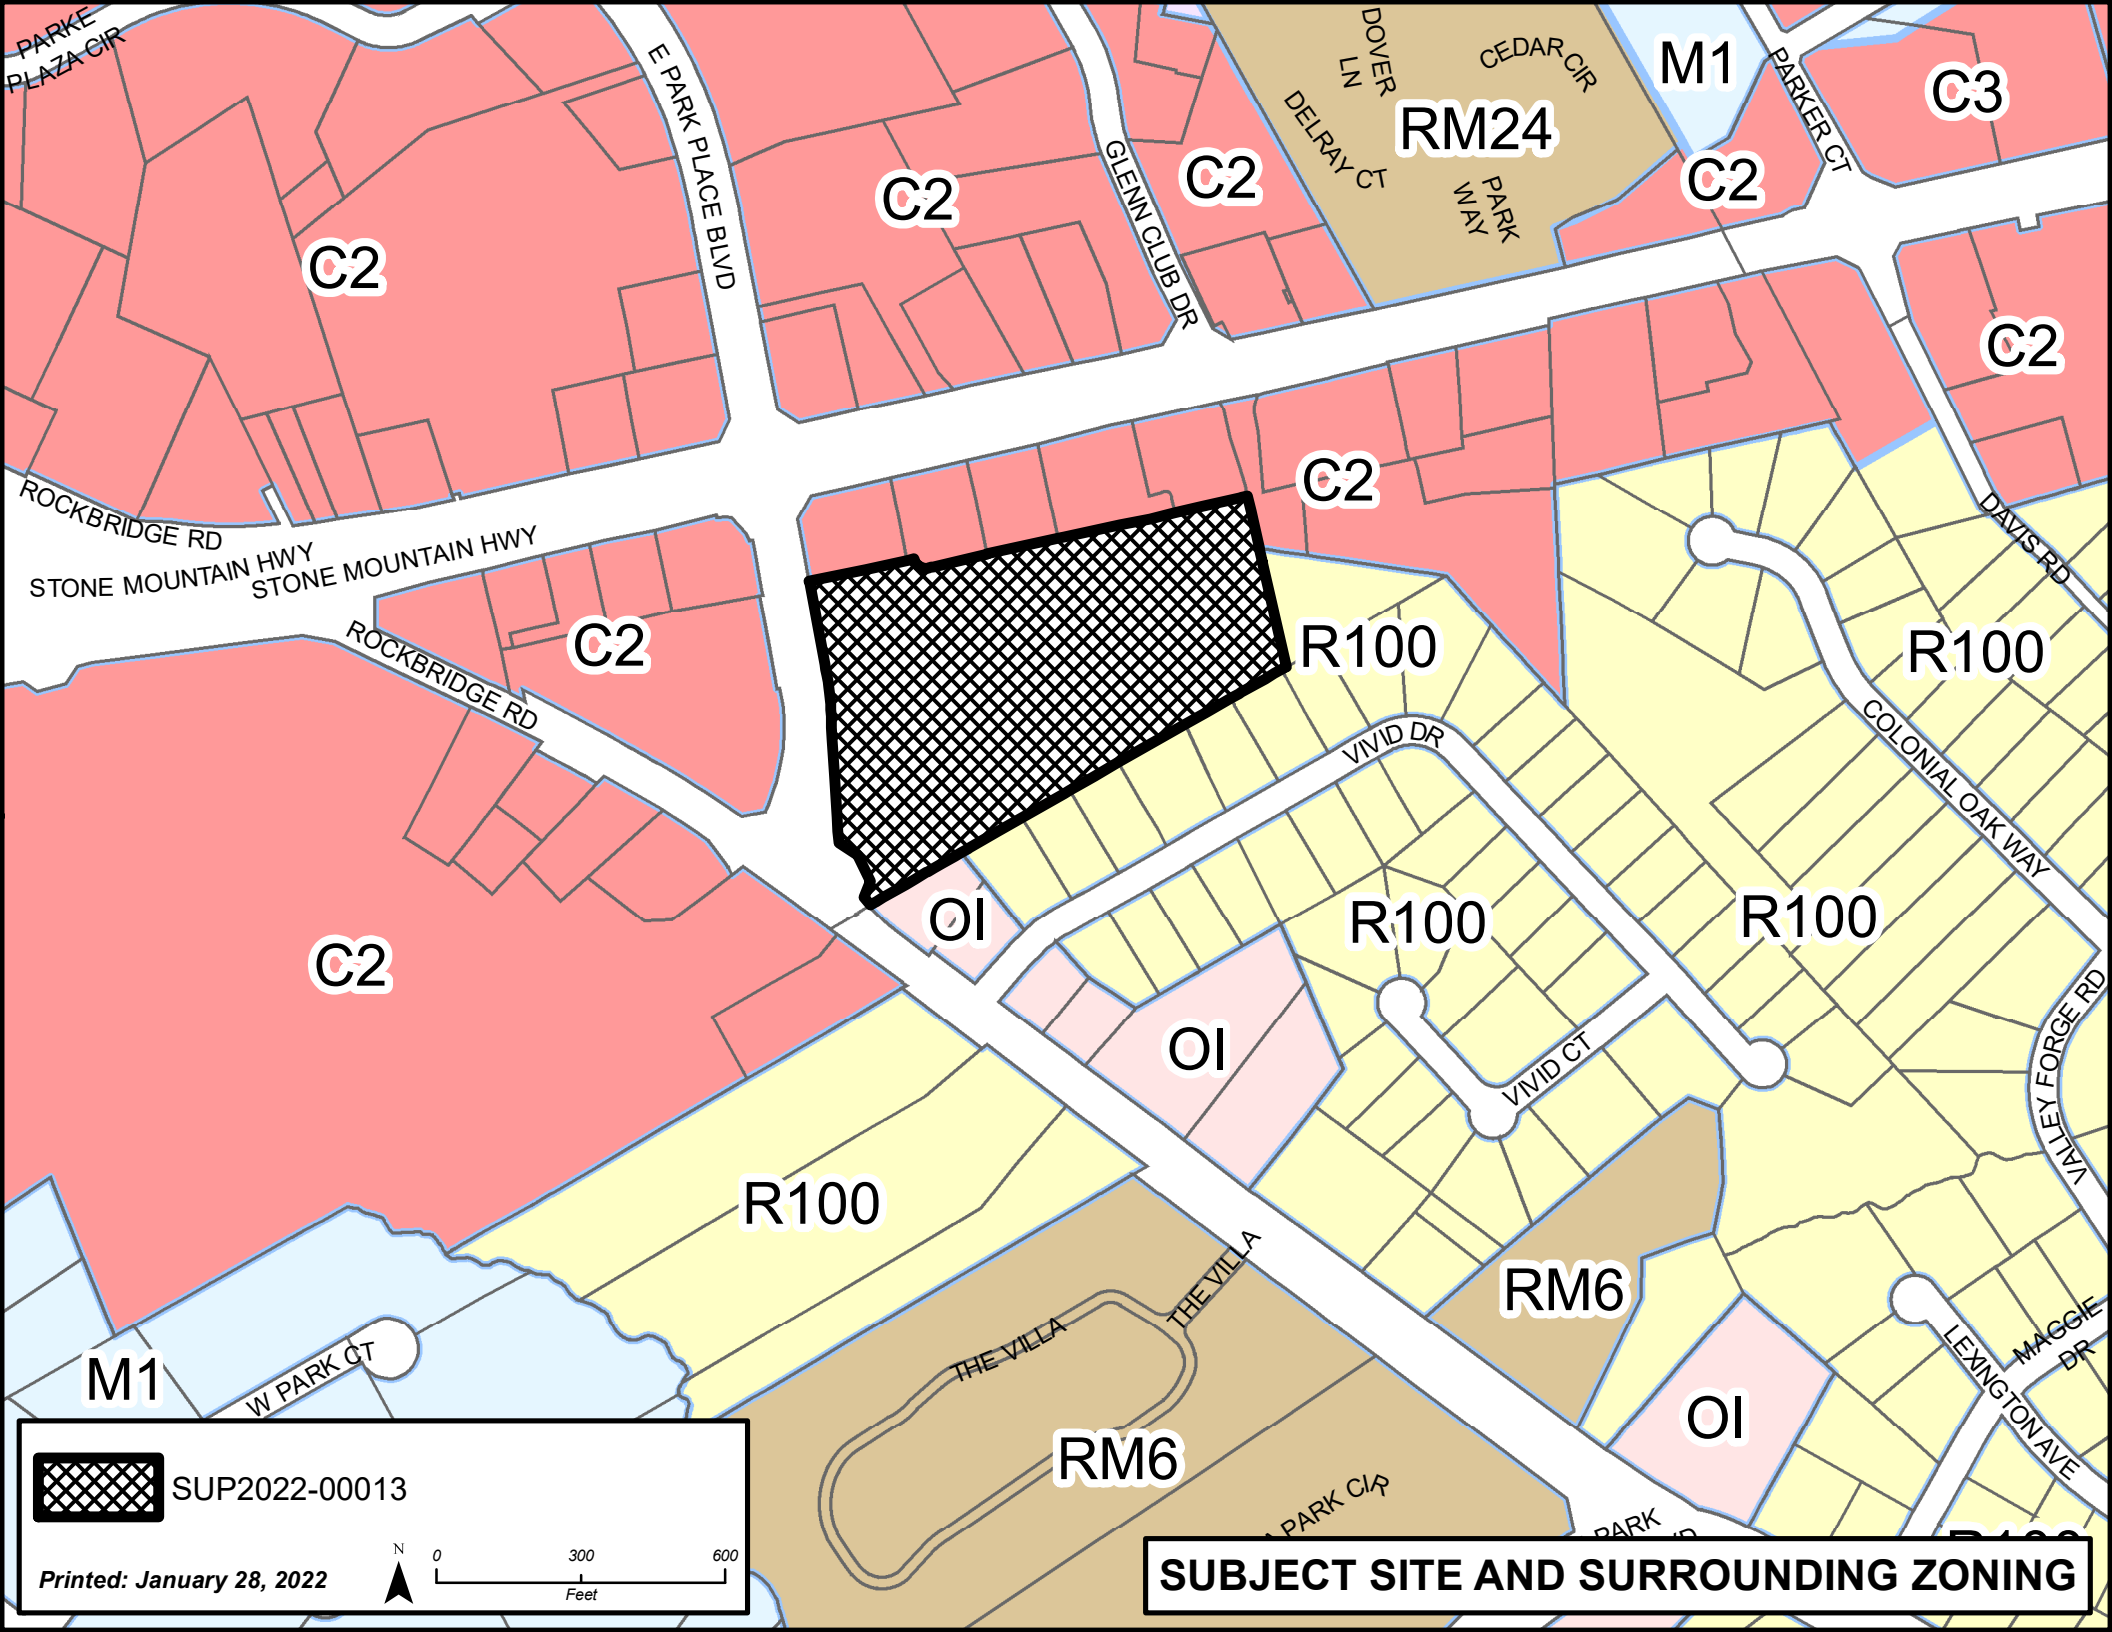 PARKE
PLAZA CIR
E PARK PLACE BLVD
DOVER
LN
CEDAR CIR
DELRAY CT
RM24
PARK
WAY
M1
PARKER CT
C3
C2
C2
C2
C2
GLENN CLUB DR
C2
ROCKBRIDGE RD
STONE MOUNTAIN HWY
STONE MOUNTAIN HWY
C2
DAVIS RD
ROCKBRIDGE RD
C2
R100
R100
VIVID DR
COLONIAL OAK WAY
C2
OI
R100
R100
OI
VIVID CT
VALLEY FORGE RD
R100
THE VILLA
THE VILLA
RM6
RM6
MAGGIE
DR
LEXINGTON AVE
M1
W PARK CT
OI
RM6
PARK CIR
PARK
R100
SUP2022-00013
Printed: January 28, 2022
N
0 300 600
Feet
SUBJECT SITE AND SURROUNDING ZONING